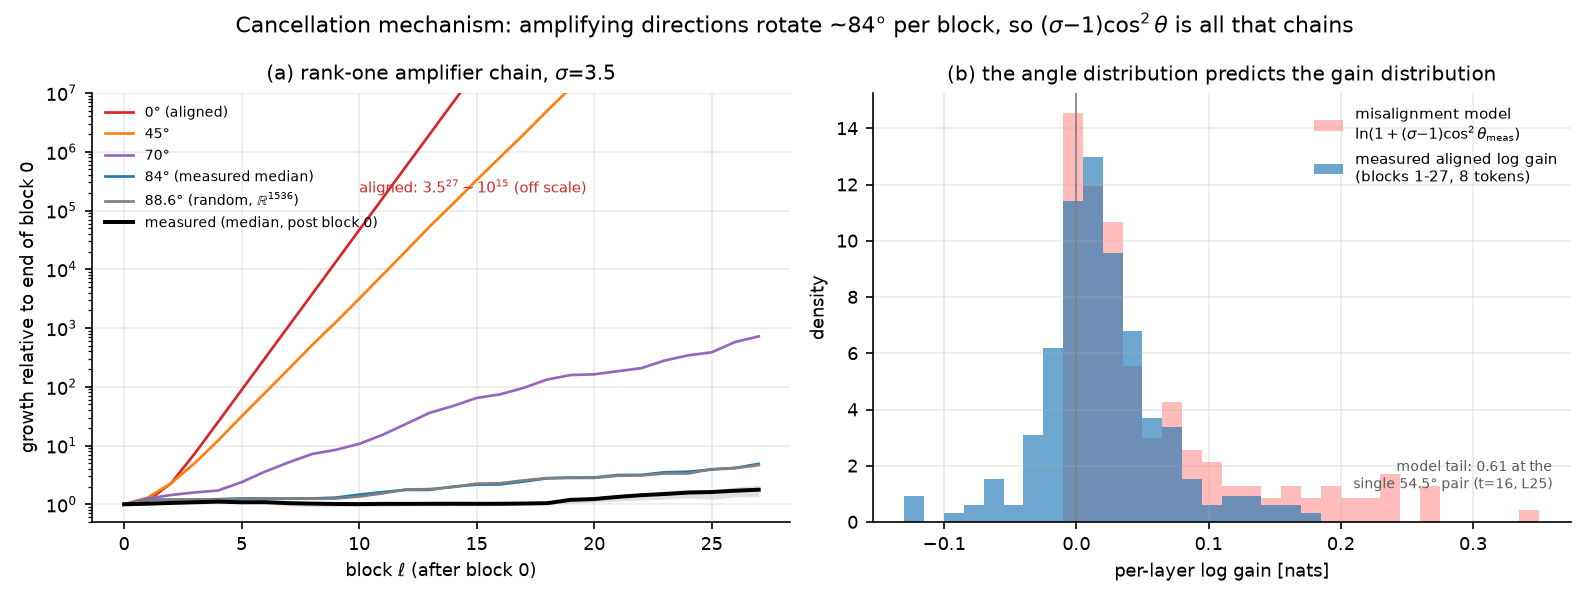 Cancellation mechanism: amplifying directions rotate ~84° per block, so (σ−1)cos² θ is all that chains
(a) rank-one amplifier chain, σ=3.5
growth relative to end of block 0
10⁷
10⁶
10⁵
10⁴
10³
10²
10¹
10⁰
0° (aligned)
45°
70°
84° (measured median)
88.6° (random, ℝ¹⁵³⁶)
measured (median, post block 0)
aligned: 3.5²⁷ ~ 10¹⁵ (off scale)
0 5 10 15 20 25
block ℓ (after block 0)
(b) the angle distribution predicts the gain distribution
density
14
12
10
8
6
4
2
0
misalignment model
ln(1 + (σ−1)cos² θmeas)
measured aligned log gain
(blocks 1-27, 8 tokens)
model tail: 0.61 at the
single 54.5° pair (t=16, L25)
−0.1 0.0 0.1 0.2 0.3
per-layer log gain [nats]